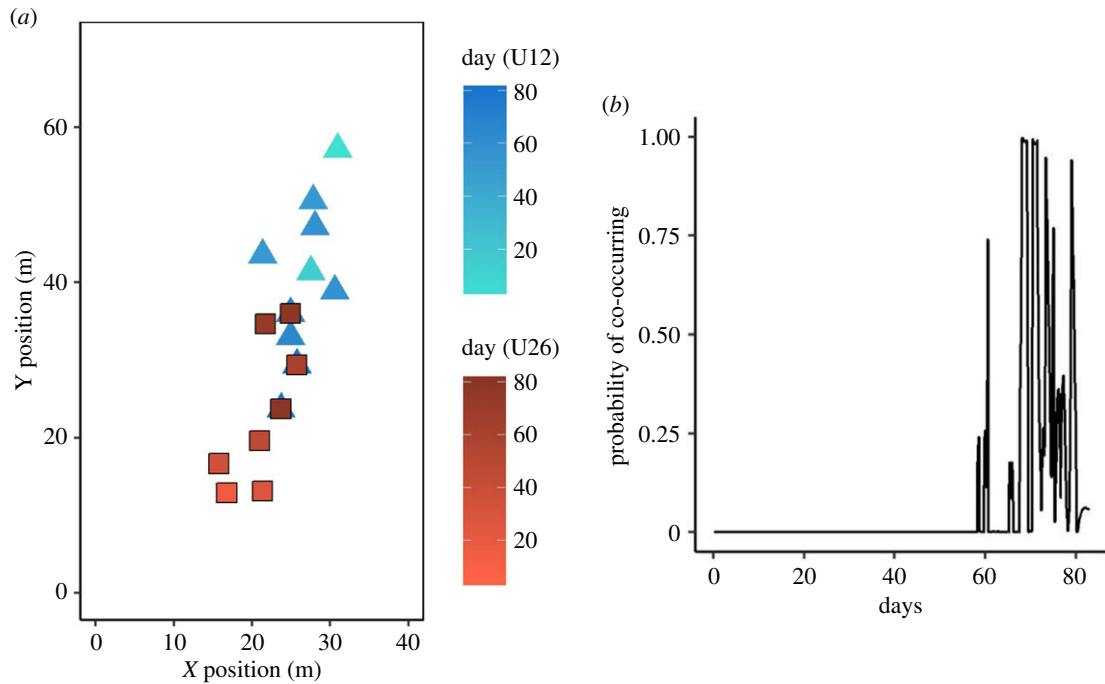 (a)
60
40
20
0
Y position (m)
0 10 20 30 40
X position (m)
day (U12)
80
60
40
20
day (U26)
80
60
40
20
(b)
1.00
0.75
0.50
0.25
0
probability of co-occurring
0 20 40 60 80
days